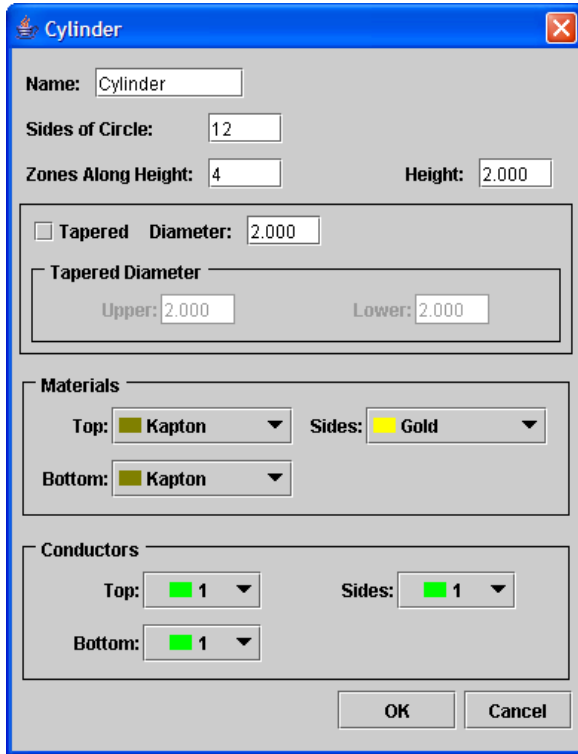 Cylinder
Name: Cylinder
Sides of Circle: 12
Zones Along Height: 4 Height: 2.000
Tapered Diameter: 2.000
Tapered Diameter
Upper: 2.000 Lower: 2.000
Materials
Top: Kapton Sides: Gold
Bottom: Kapton
Conductors
Top: 1 Sides: 1
Bottom: 1
OK Cancel